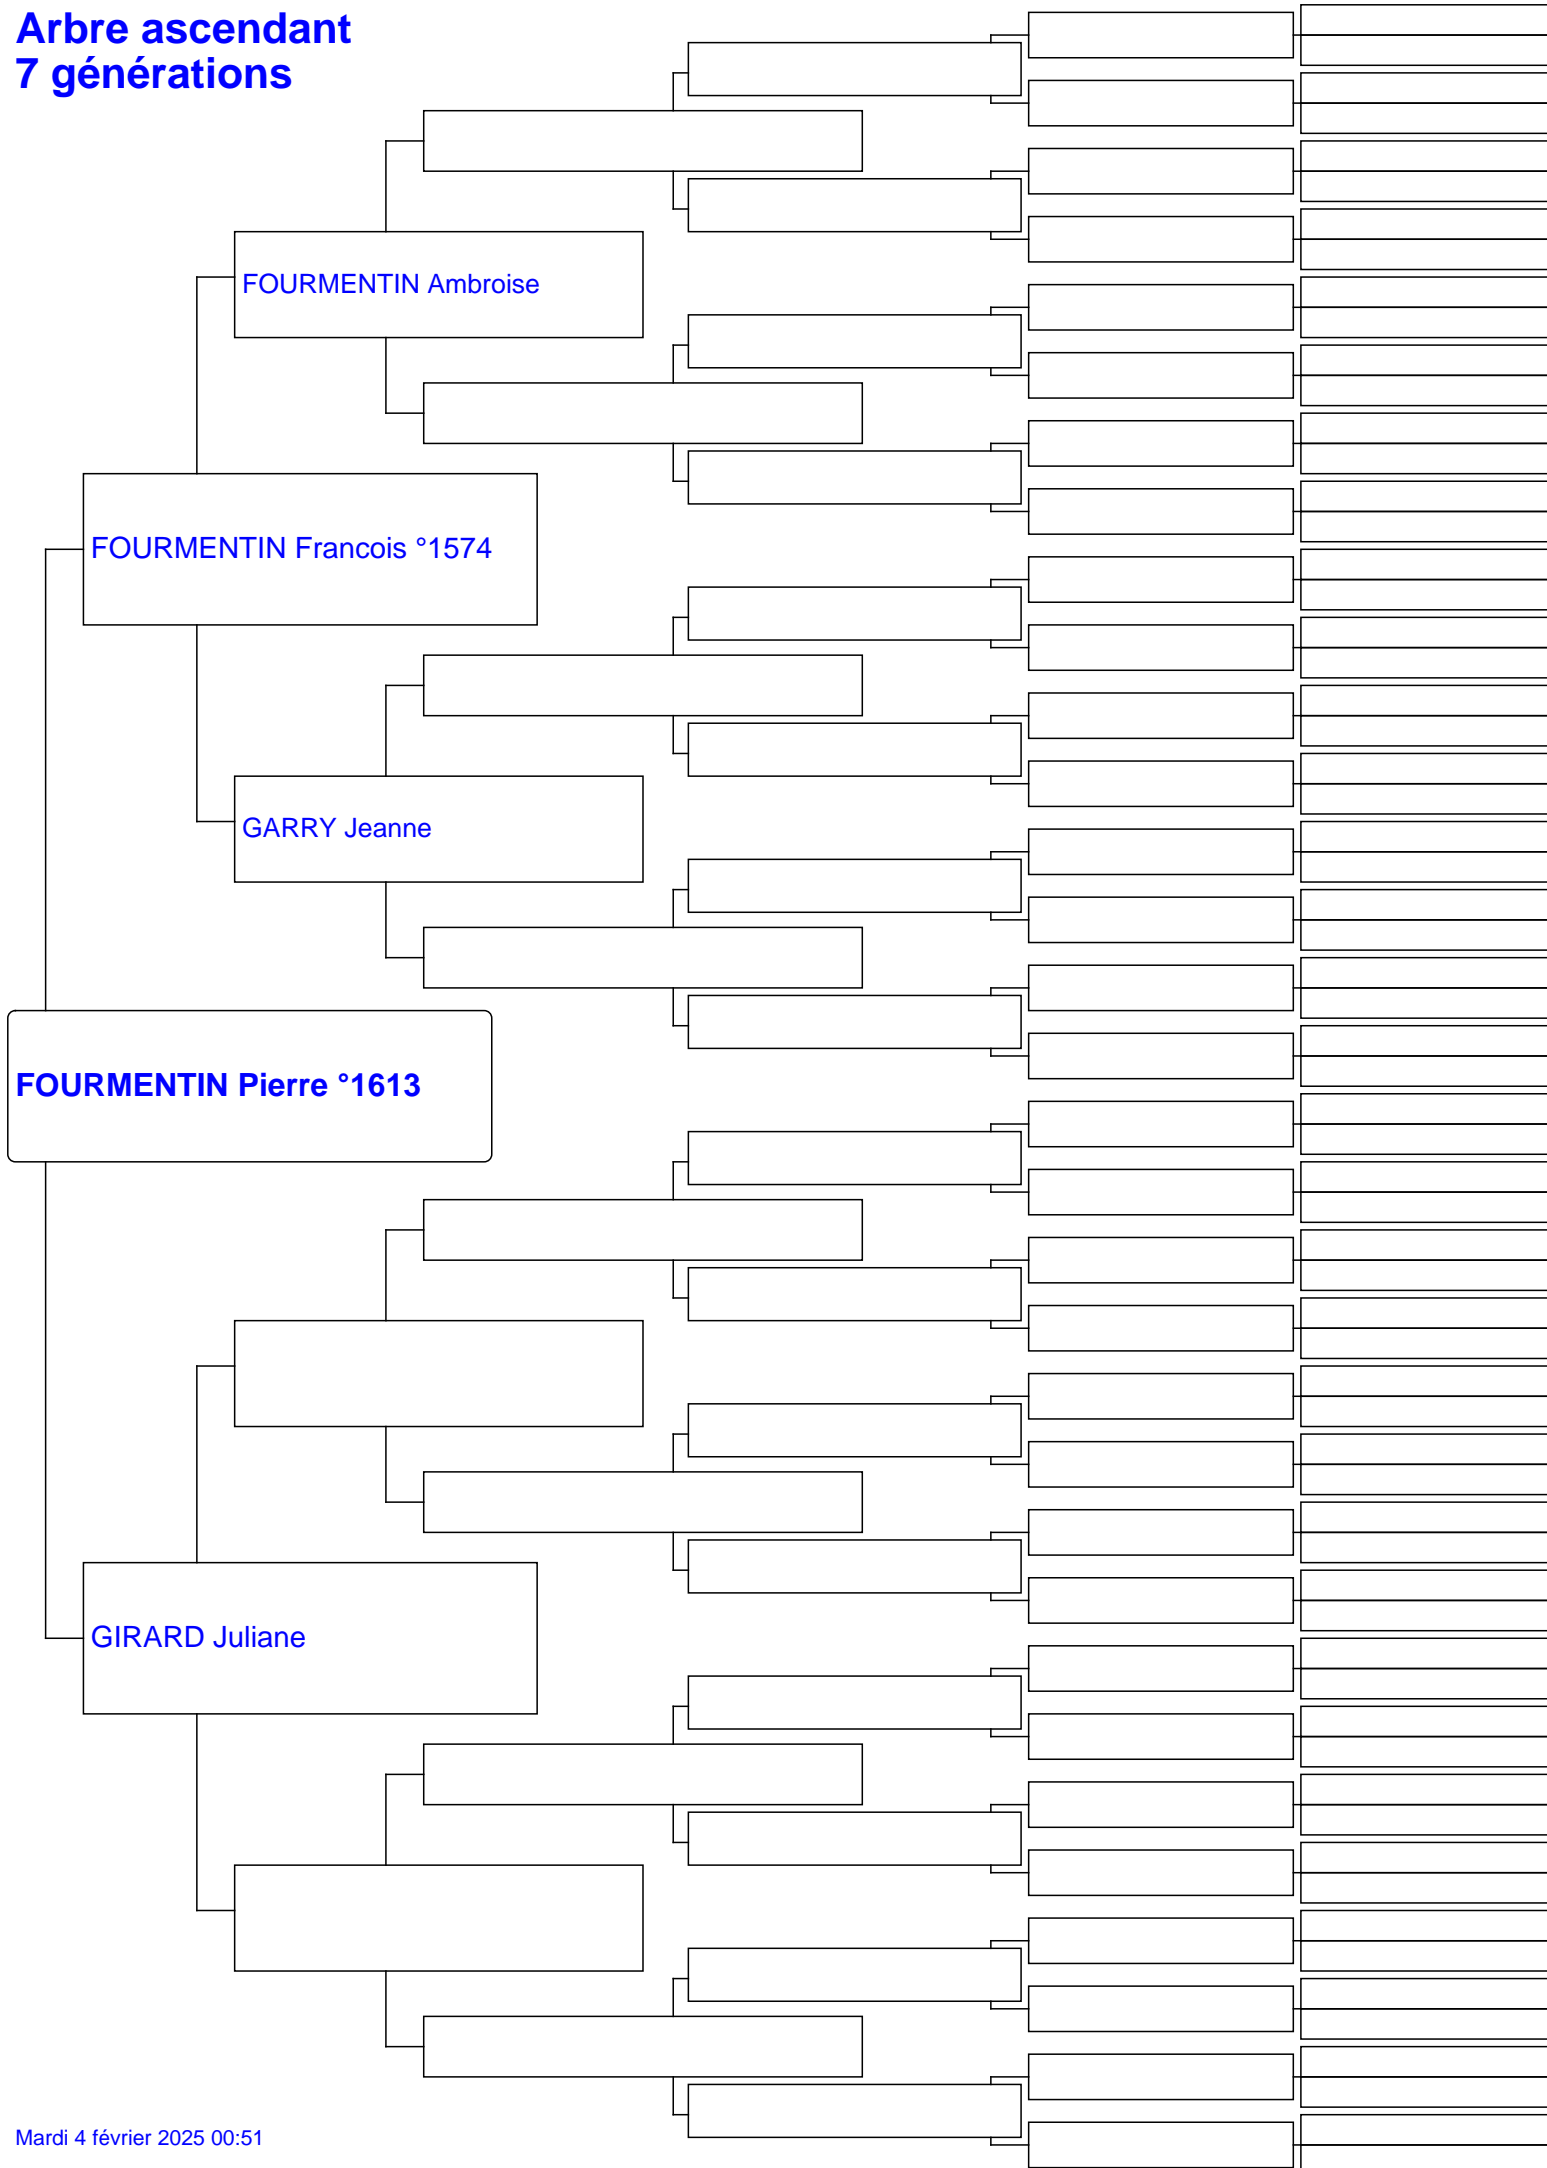 Arbre ascendant
7 générations
FOURMENTIN Ambroise
FOURMENTIN Francois °1574
GARRY Jeanne
FOURMENTIN Pierre °1613
GIRARD Juliane
Mardi 4 février 2025 00:51